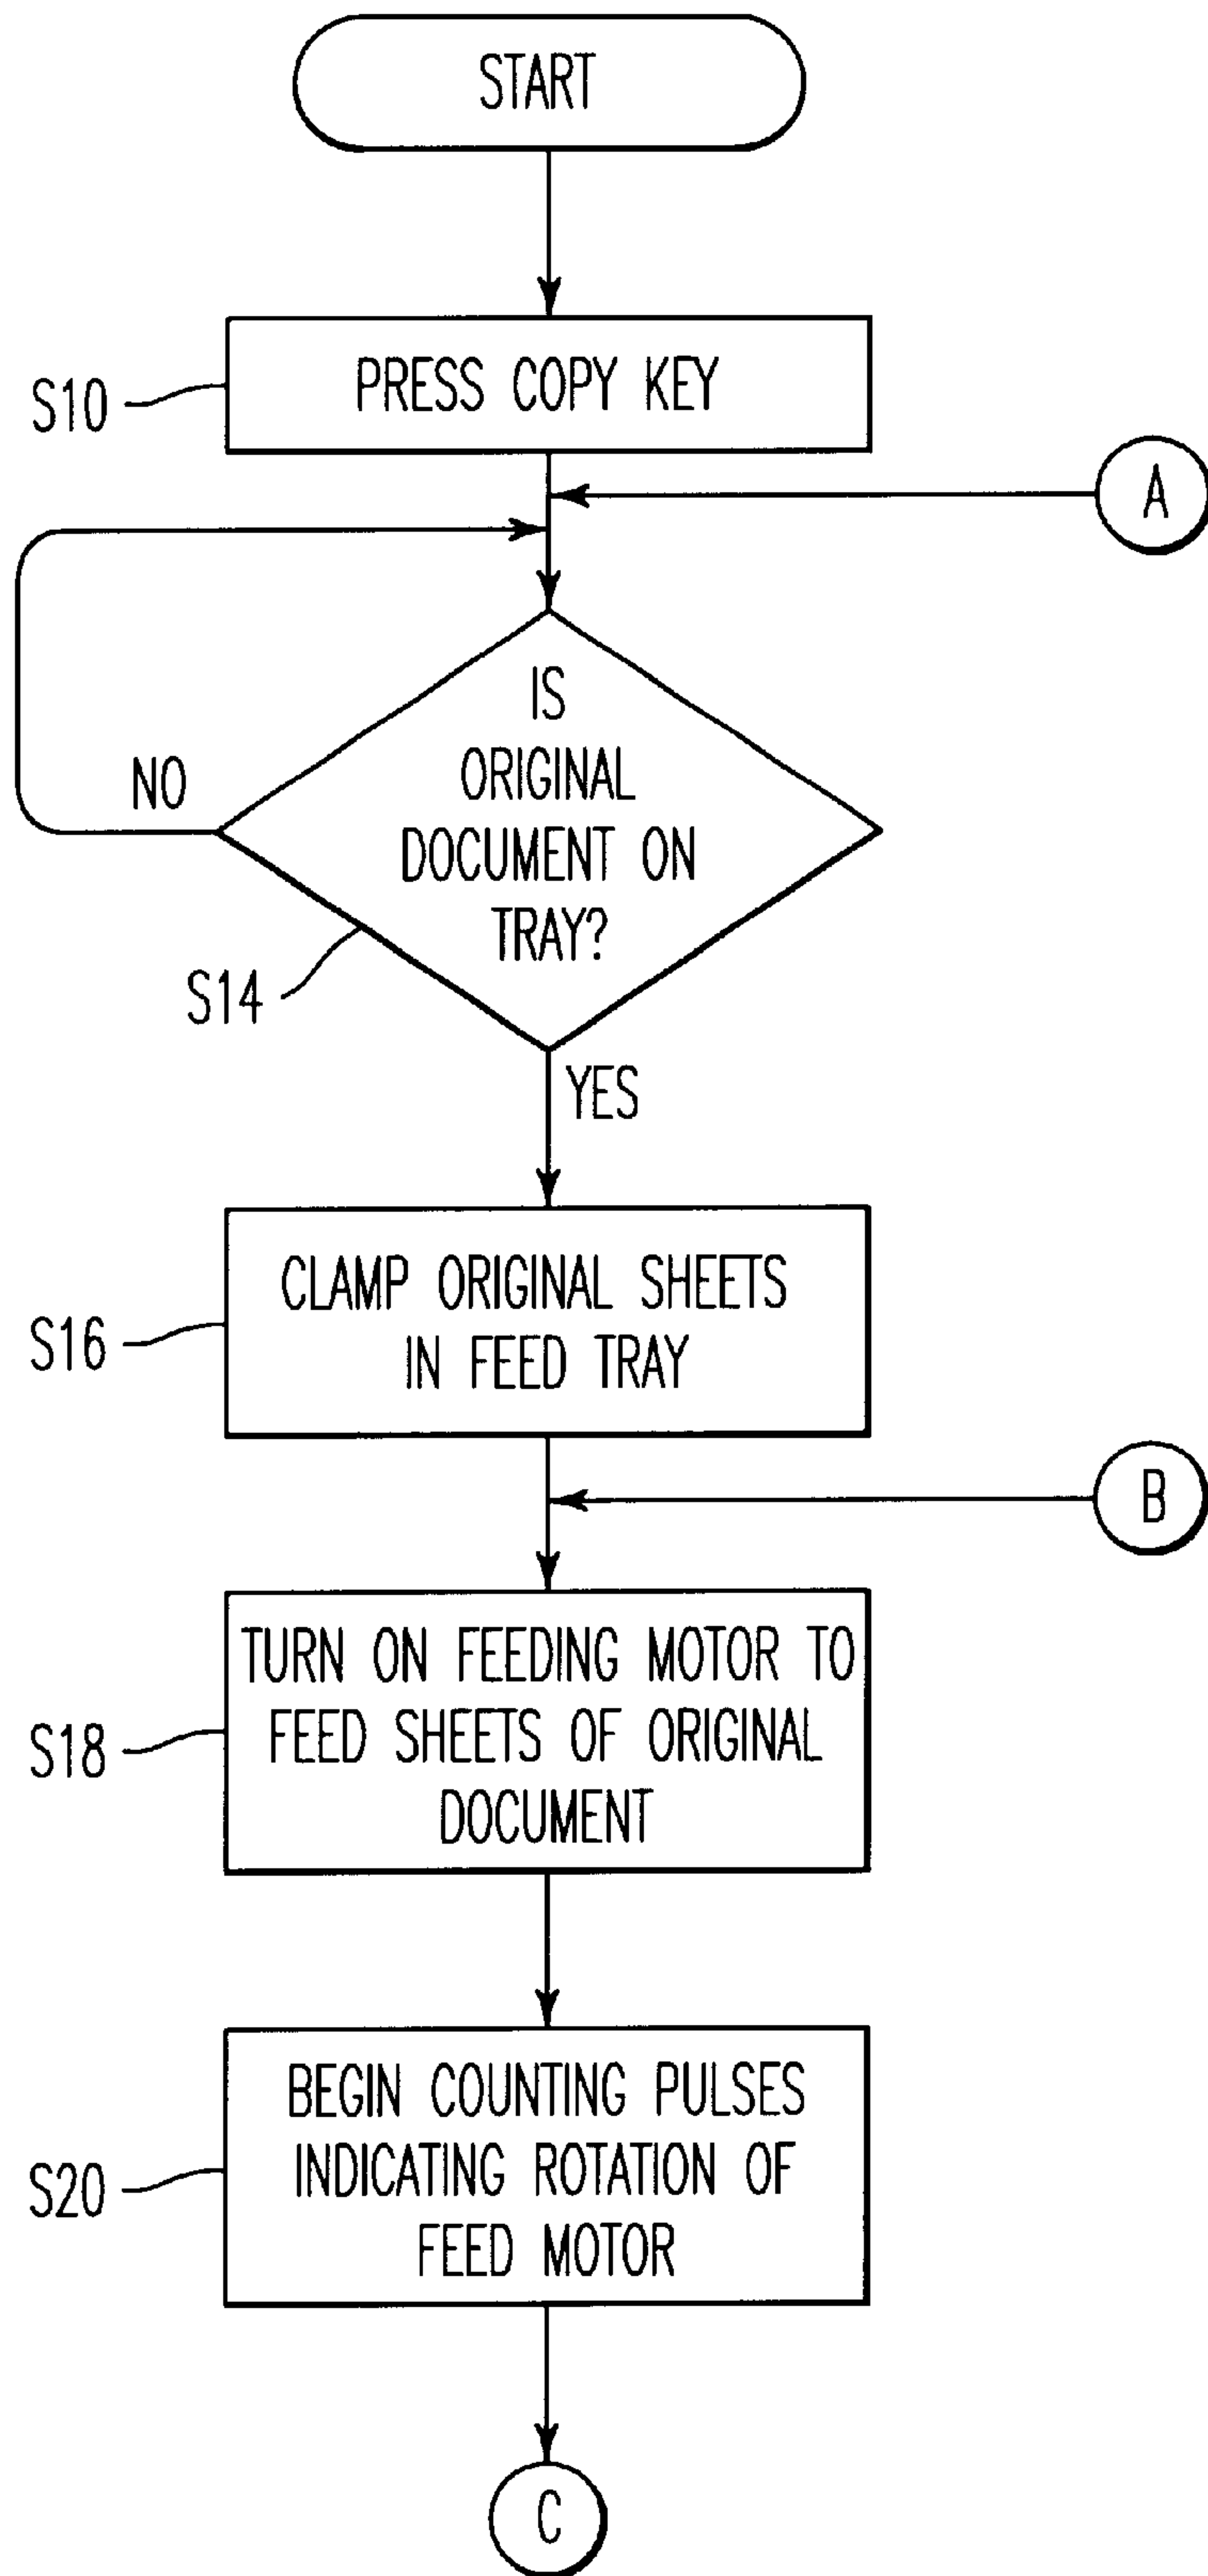 START
S10
PRESS COPY KEY
A
IS
ORIGINAL
DOCUMENT ON
TRAY?
NO
S14
YES
S16
CLAMP ORIGINAL SHEETS
IN FEED TRAY
B
S18
TURN ON FEEDING MOTOR TO
FEED SHEETS OF ORIGINAL
DOCUMENT
S20
BEGIN COUNTING PULSES
INDICATING ROTATION OF
FEED MOTOR
C